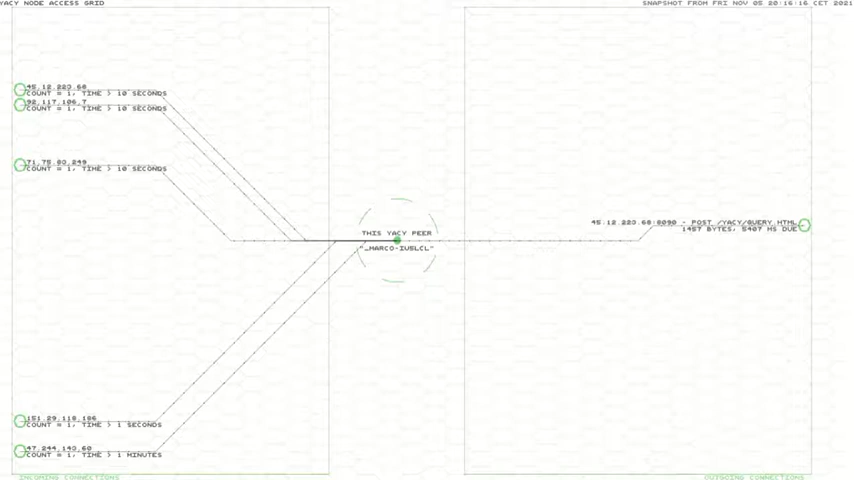 YACY NODE ACCESS GRID
SNAPSHOT FROM FRI NOV 05 20:16:16 CET 2021
45.12.223.68
COUNT = 1, TIME > 10 SECONDS
92.117.106.7
COUNT = 1, TIME > 10 SECONDS
71.75.80.249
COUNT = 1, TIME > 10 SECONDS
45.12.223.68:8090 - POST /YACY/QUERY.HTML
1457 BYTES, 5407 MS DUE
THIS YACY PEER
151.29.118.186
COUNT = 1, TIME > 1 SECONDS
47.244.143.60
COUNT = 1, TIME > 1 MINUTES
INCOMING CONNECTIONS
OUTGOING CONNECTIONS